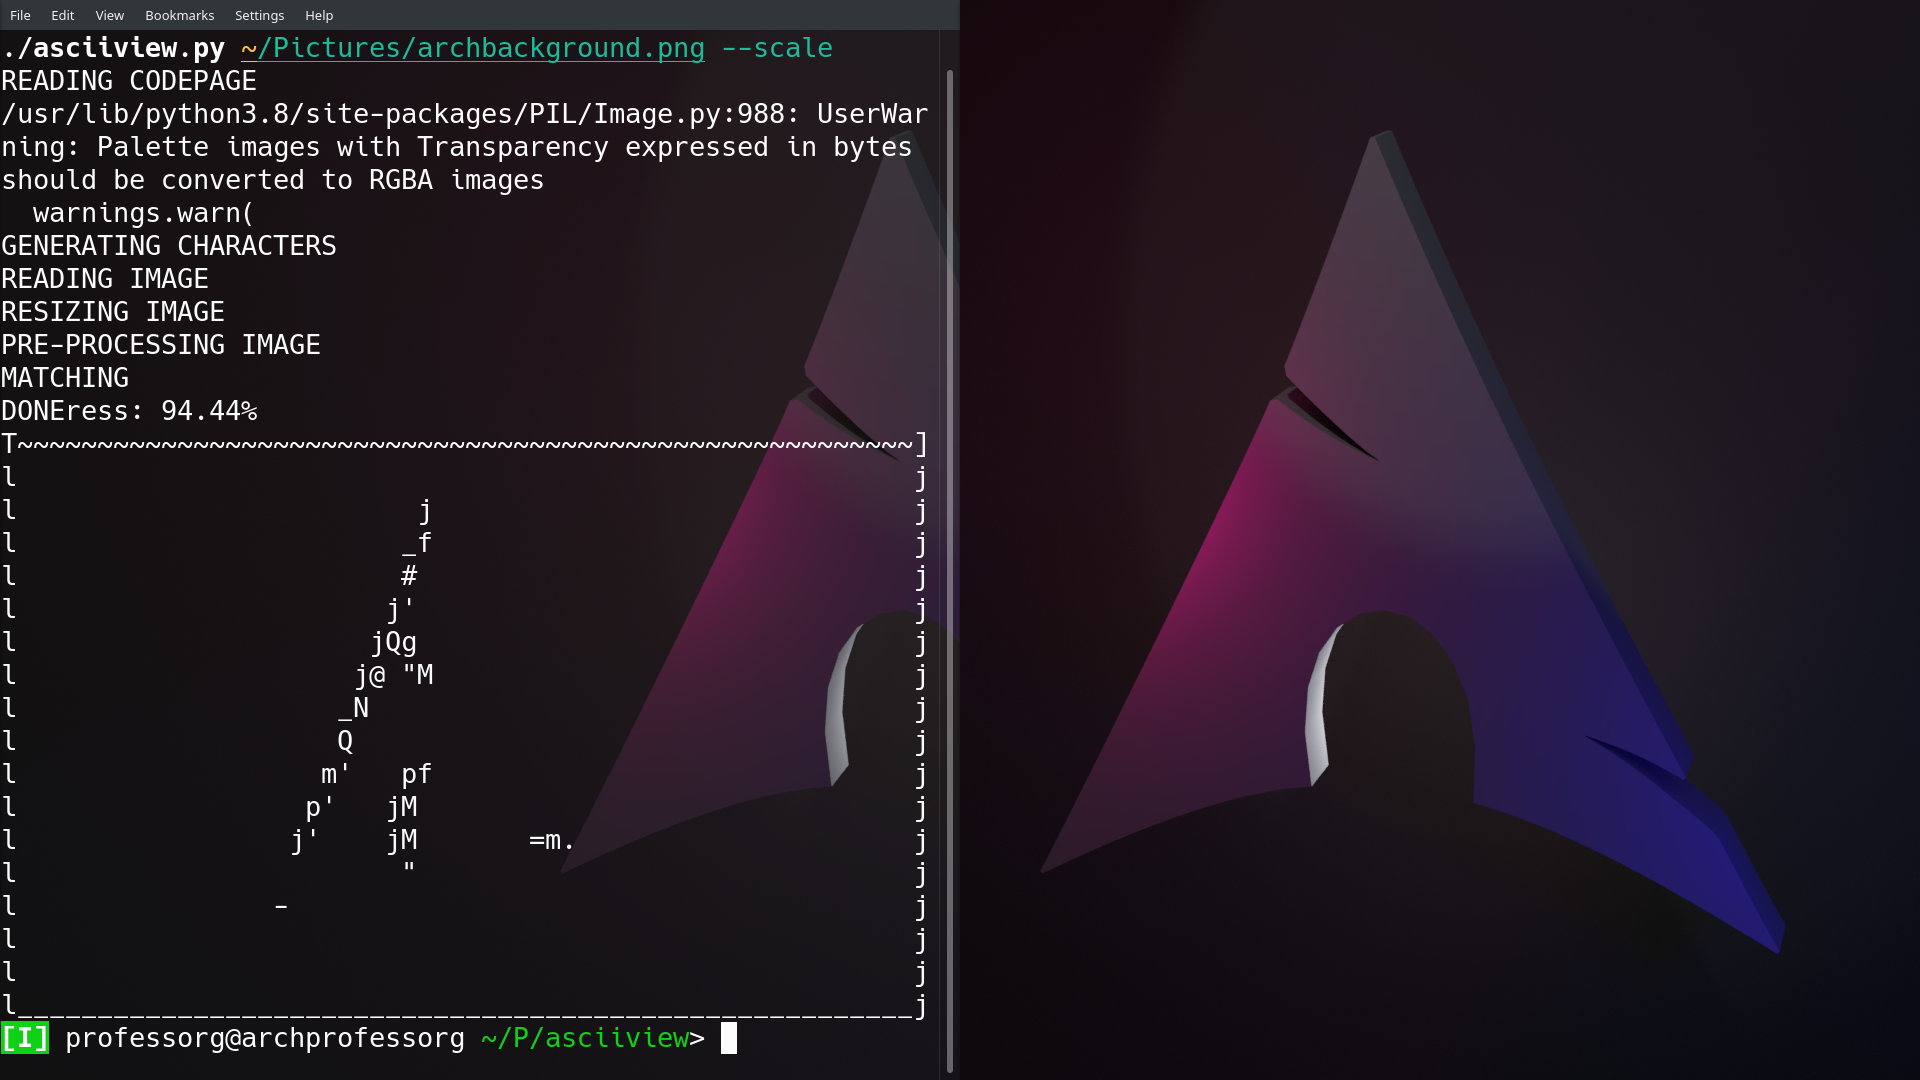 File Edit View Bookmarks Settings Help
./asciiview.py ~/Pictures/archbackground.png --scale
READING CODEPAGE
/usr/lib/python3.8/site-packages/PIL/Image.py:988: UserWar
ning: Palette images with Transparency expressed in bytes
should be converted to RGBA images
  warnings.warn(
GENERATING CHARACTERS
READING IMAGE
RESIZING IMAGE
PRE-PROCESSING IMAGE
MATCHING
DONEress: 94.44%
T~~~~~~~~~~~~~~~~~~~~~~~~~~~~~~~~~~~~~~~~~~~~~~~~~~~~~~~~]
l                                                        j
l                         j                              j
l                        _f                              j
l                        #                               j
l                       j'                               j
l                      jQg                               j
l                     j@ "M                              j
l                    _N                                  j
l                    Q                                   j
l                   m'   pf                              j
l                  p'   jM                               j
l                 j'    jM       =m.                     j
l                        "                               j
l                -                                       j
l                                                        j
l                                                        j
l________________________________________________________j
[I] professorg@archprofessorg ~/P/asciiview>